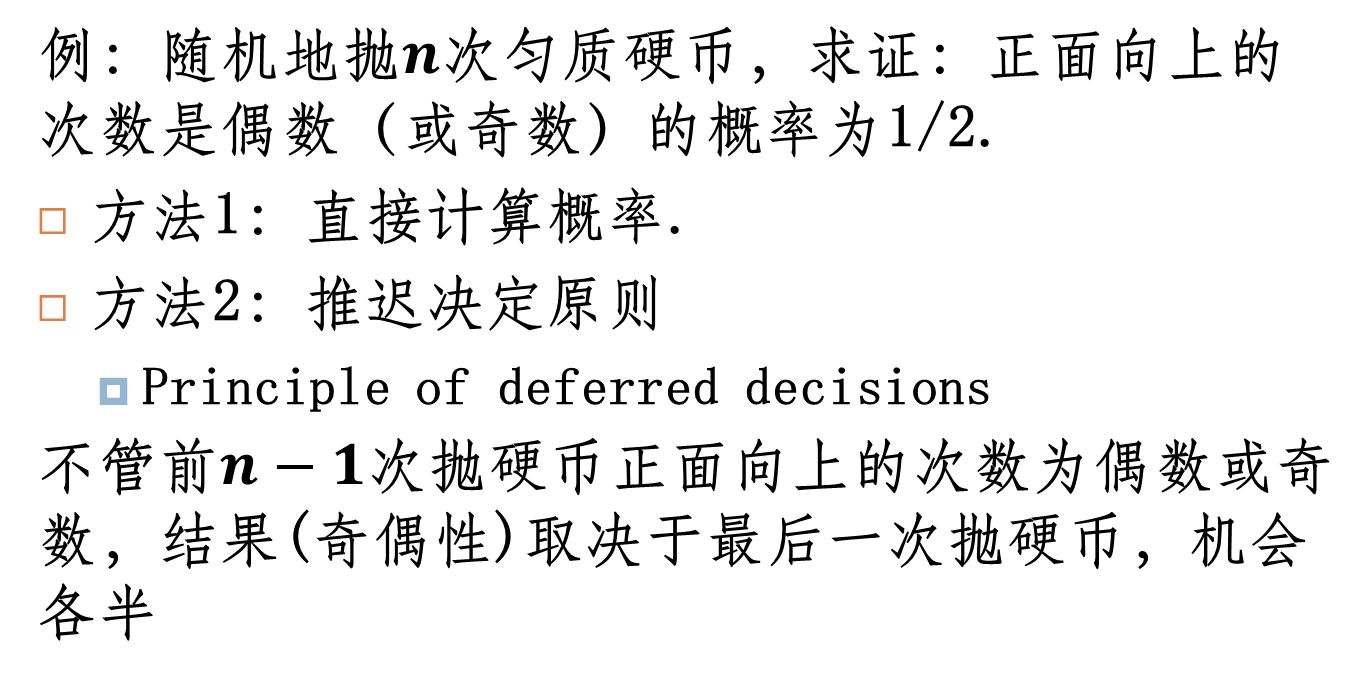 例：随机地抛n次匀质硬币，求证：正面向上的
次数是偶数（或奇数）的概率为1/2.
方法1：直接计算概率.
方法2：推迟决定原则
Principle of deferred decisions
不管前n − 1次抛硬币正面向上的次数为偶数或奇
数，结果(奇偶性)取决于最后一次抛硬币，机会
各半